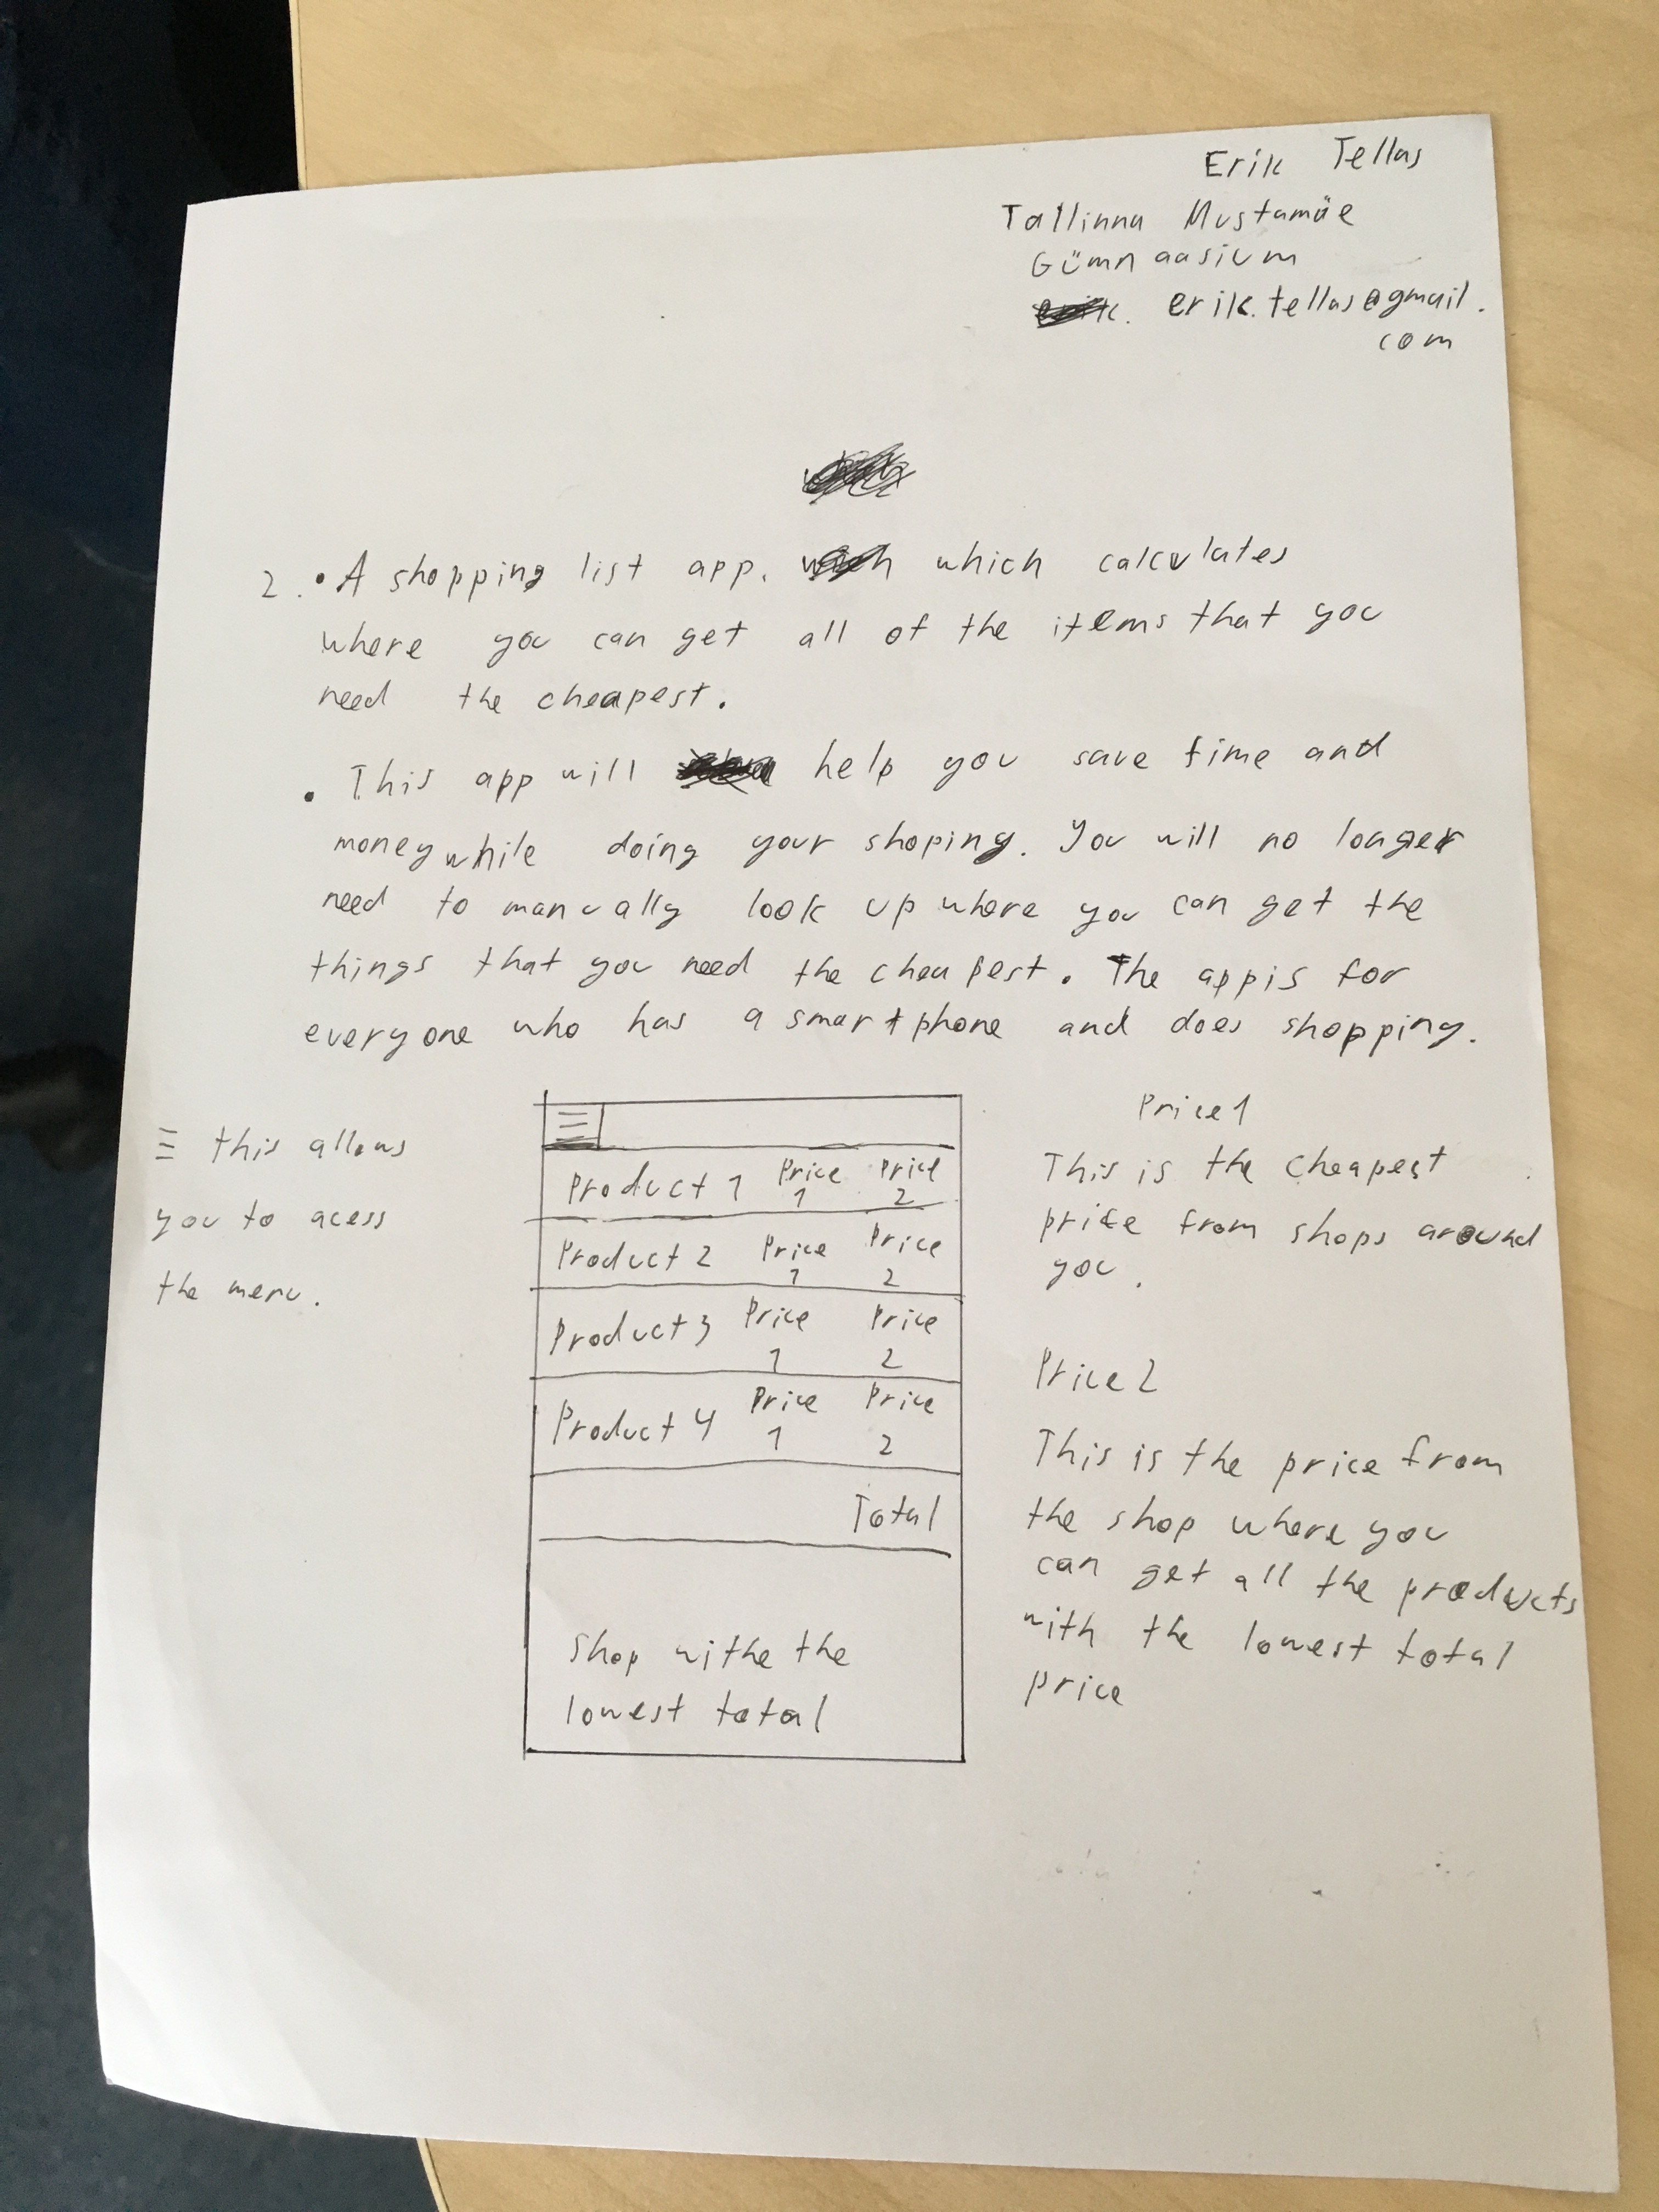 Erik Tellas
Tallinna Mustamäe
Gümnaasium
erik.tellas@gmail.
com
2. • A shopping list app. which calculates
where you can get all of the items that you
need the cheapest.
• This app will help you save time and
money while doing your shoping. You will no longer
need to manually look up where you can get the
things that you need the cheapest. The app is for
everyone who has a smartphone and does shopping.
☰ this allows
you to acess
the menu.
☰
Product 1 Price 1 Price 2
Product 2 Price 1 Price 2
Product 3 Price 1 Price 2
Product 4 Price 1 Price 2
Total
Shop withe the
lowest total
Price 1
This is the cheapest
price from shops around
you.
Price 2
This is the price from
the shop where you
can get all the products
with the lowest total
price